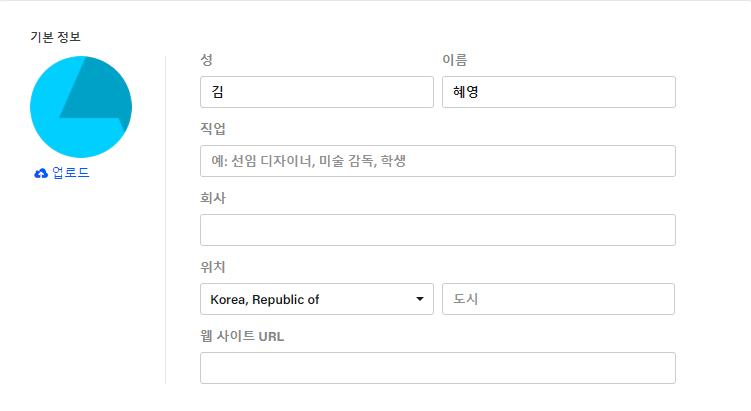 기본 정보
업로드
성
이름
김
혜영
직업
예: 선임 디자이너, 미술 감독, 학생
회사
위치
Korea, Republic of
도시
웹 사이트 URL